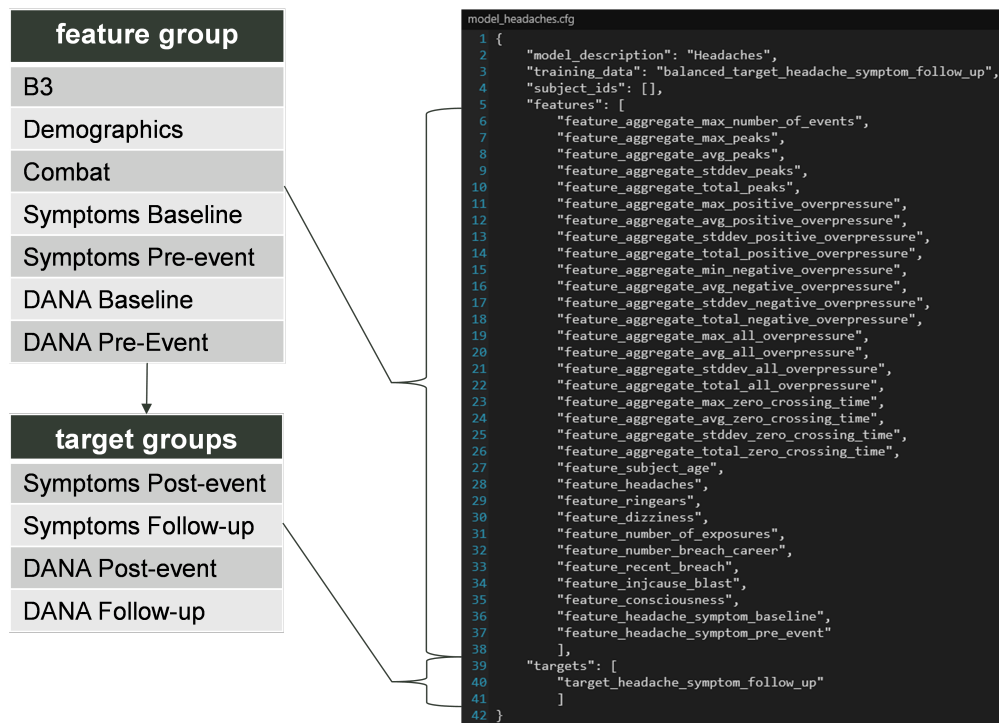 feature group
B3
Demographics
Combat
Symptoms Baseline
Symptoms Pre-event
DANA Baseline
DANA Pre-Event
target groups
Symptoms Post-event
Symptoms Follow-up
DANA Post-event
DANA Follow-up
model_headaches.cfg
1 {
2 "model_description": "Headaches",
3 "training_data": "balanced_target_headache_symptom_follow_up",
4 "subject_ids": [],
5 "features": [
6 "feature_aggregate_max_number_of_events",
7 "feature_aggregate_max_peaks",
8 "feature_aggregate_avg_peaks",
9 "feature_aggregate_stddev_peaks",
10 "feature_aggregate_total_peaks",
11 "feature_aggregate_max_positive_overpressure",
12 "feature_aggregate_avg_positive_overpressure",
13 "feature_aggregate_stddev_positive_overpressure",
14 "feature_aggregate_total_positive_overpressure",
15 "feature_aggregate_min_negative_overpressure",
16 "feature_aggregate_avg_negative_overpressure",
17 "feature_aggregate_stddev_negative_overpressure",
18 "feature_aggregate_total_negative_overpressure",
19 "feature_aggregate_max_all_overpressure",
20 "feature_aggregate_avg_all_overpressure",
21 "feature_aggregate_stddev_all_overpressure",
22 "feature_aggregate_total_all_overpressure",
23 "feature_aggregate_max_zero_crossing_time",
24 "feature_aggregate_avg_zero_crossing_time",
25 "feature_aggregate_stddev_zero_crossing_time",
26 "feature_aggregate_total_zero_crossing_time",
27 "feature_subject_age",
28 "feature_headaches",
29 "feature_ringears",
30 "feature_dizziness",
31 "feature_number_of_exposures",
32 "feature_number_breach_career",
33 "feature_recent_breach",
34 "feature_injcause_blast",
35 "feature_consciousness",
36 "feature_headache_symptom_baseline",
37 "feature_headache_symptom_pre_event"
38 ],
39 "targets": [
40 "target_headache_symptom_follow_up"
41 ]
42 }